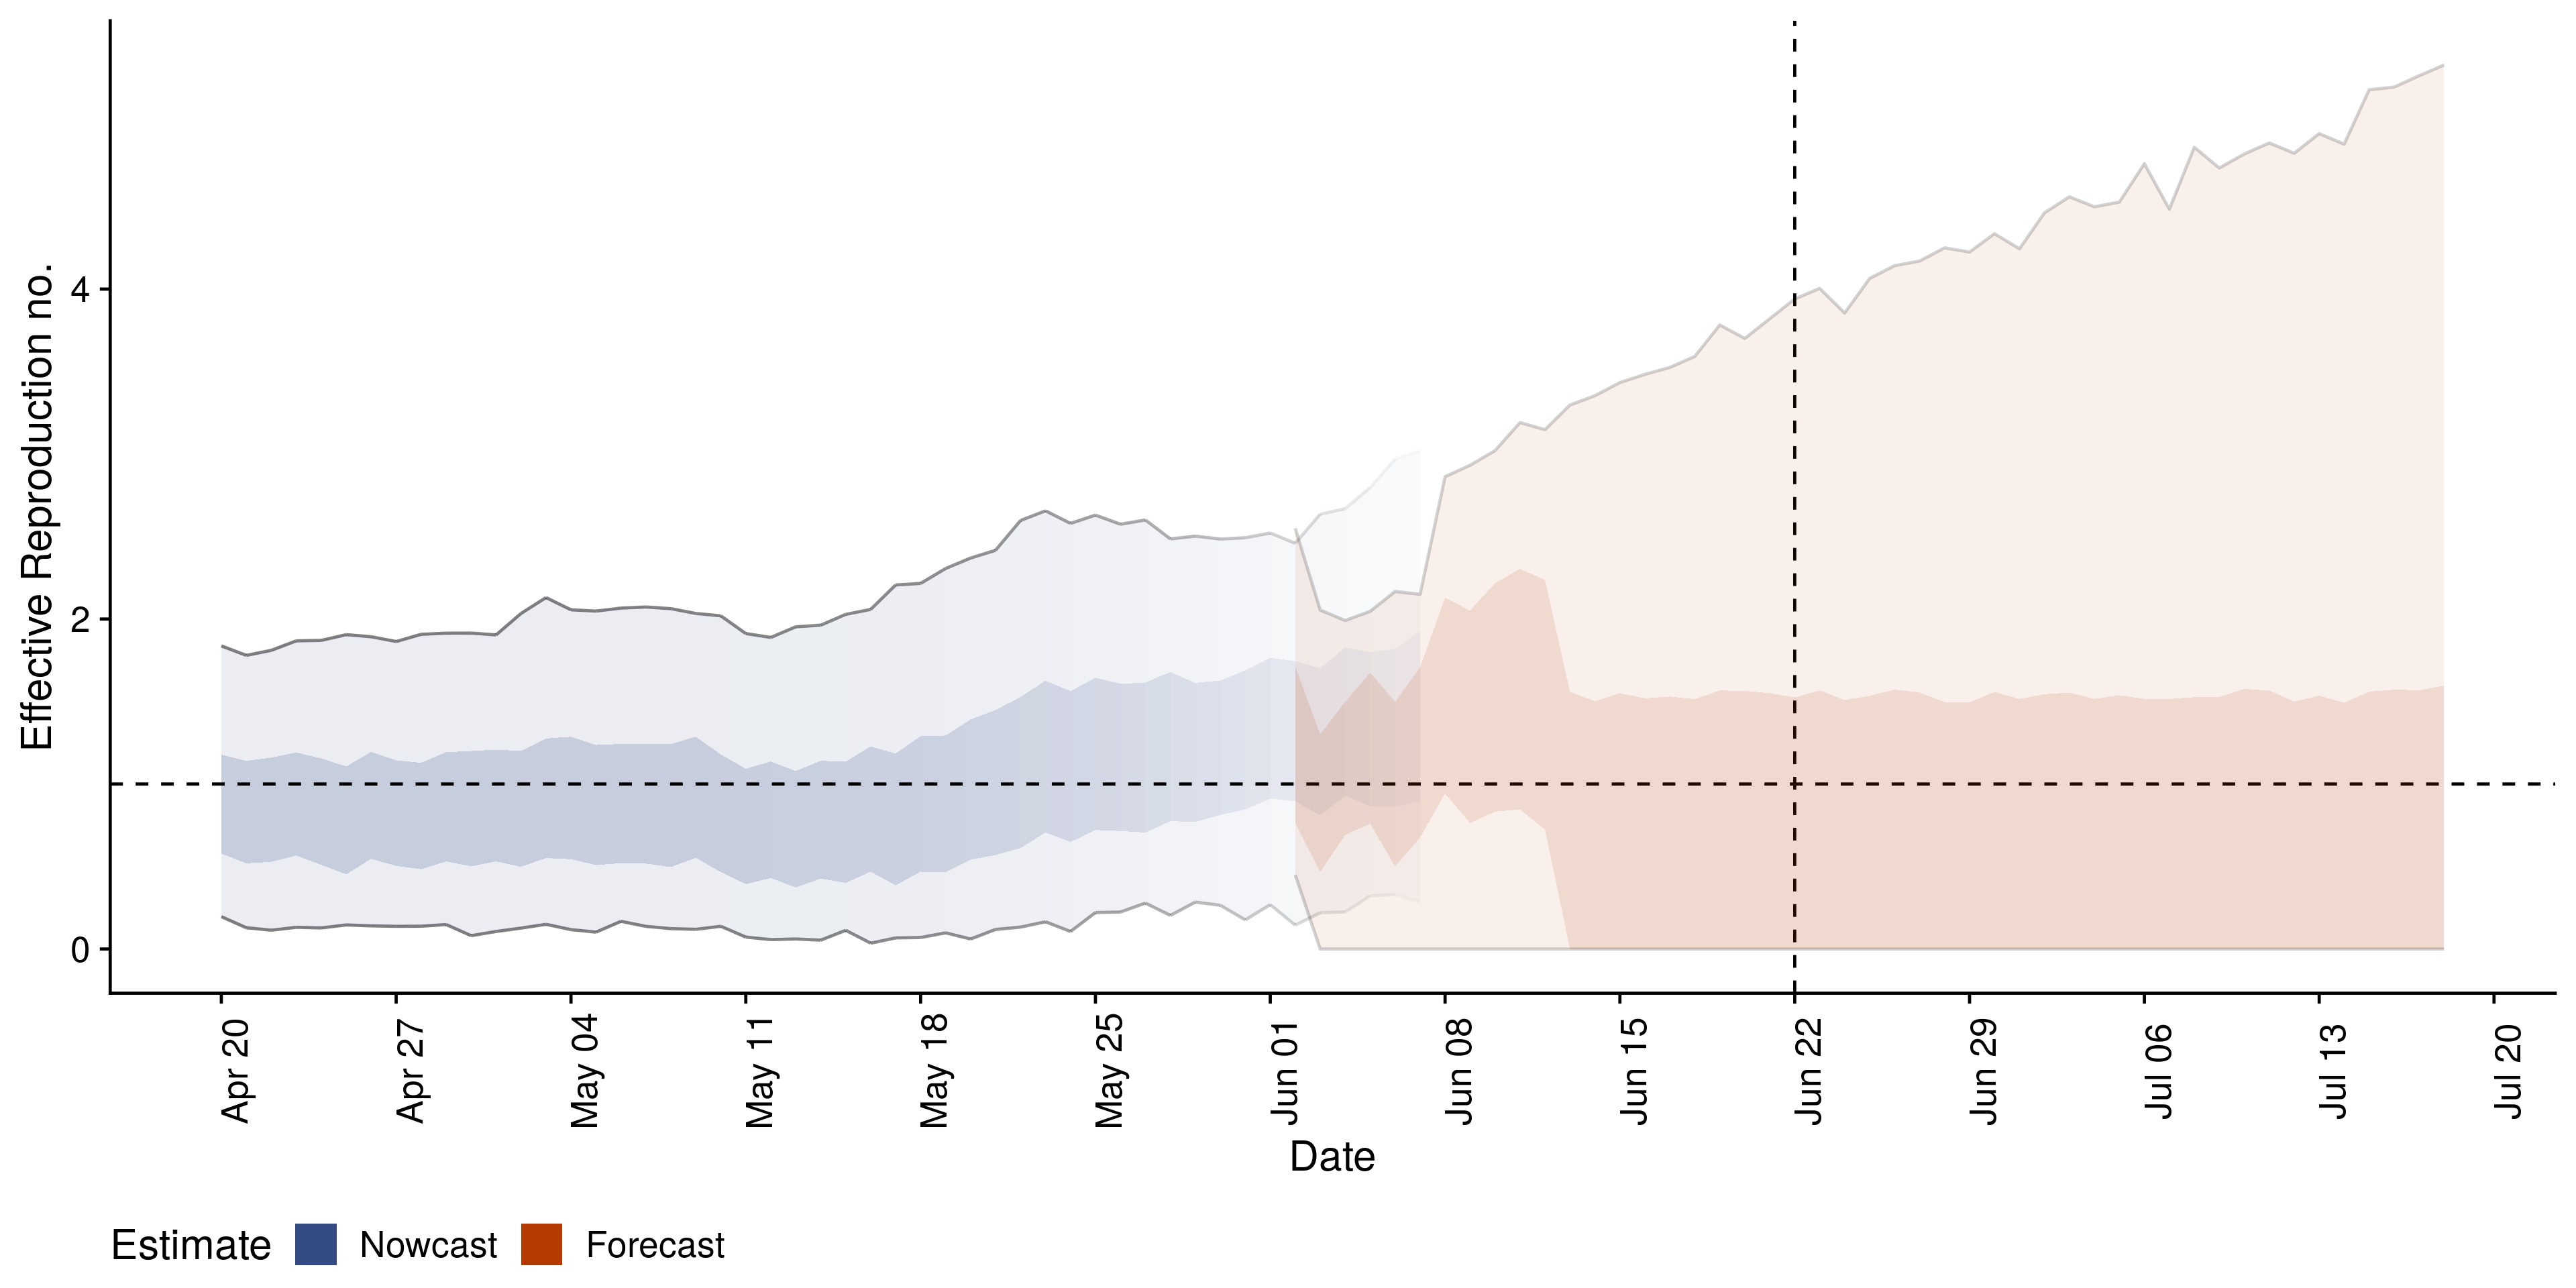 Effective Reproduction no.
4
2
0
Apr 20
Apr 27
May 04
May 11
May 18
May 25
Jun 01
Jun 08
Jun 15
Jun 22
Jun 29
Jul 06
Jul 13
Jul 20
Date
Estimate Nowcast Forecast